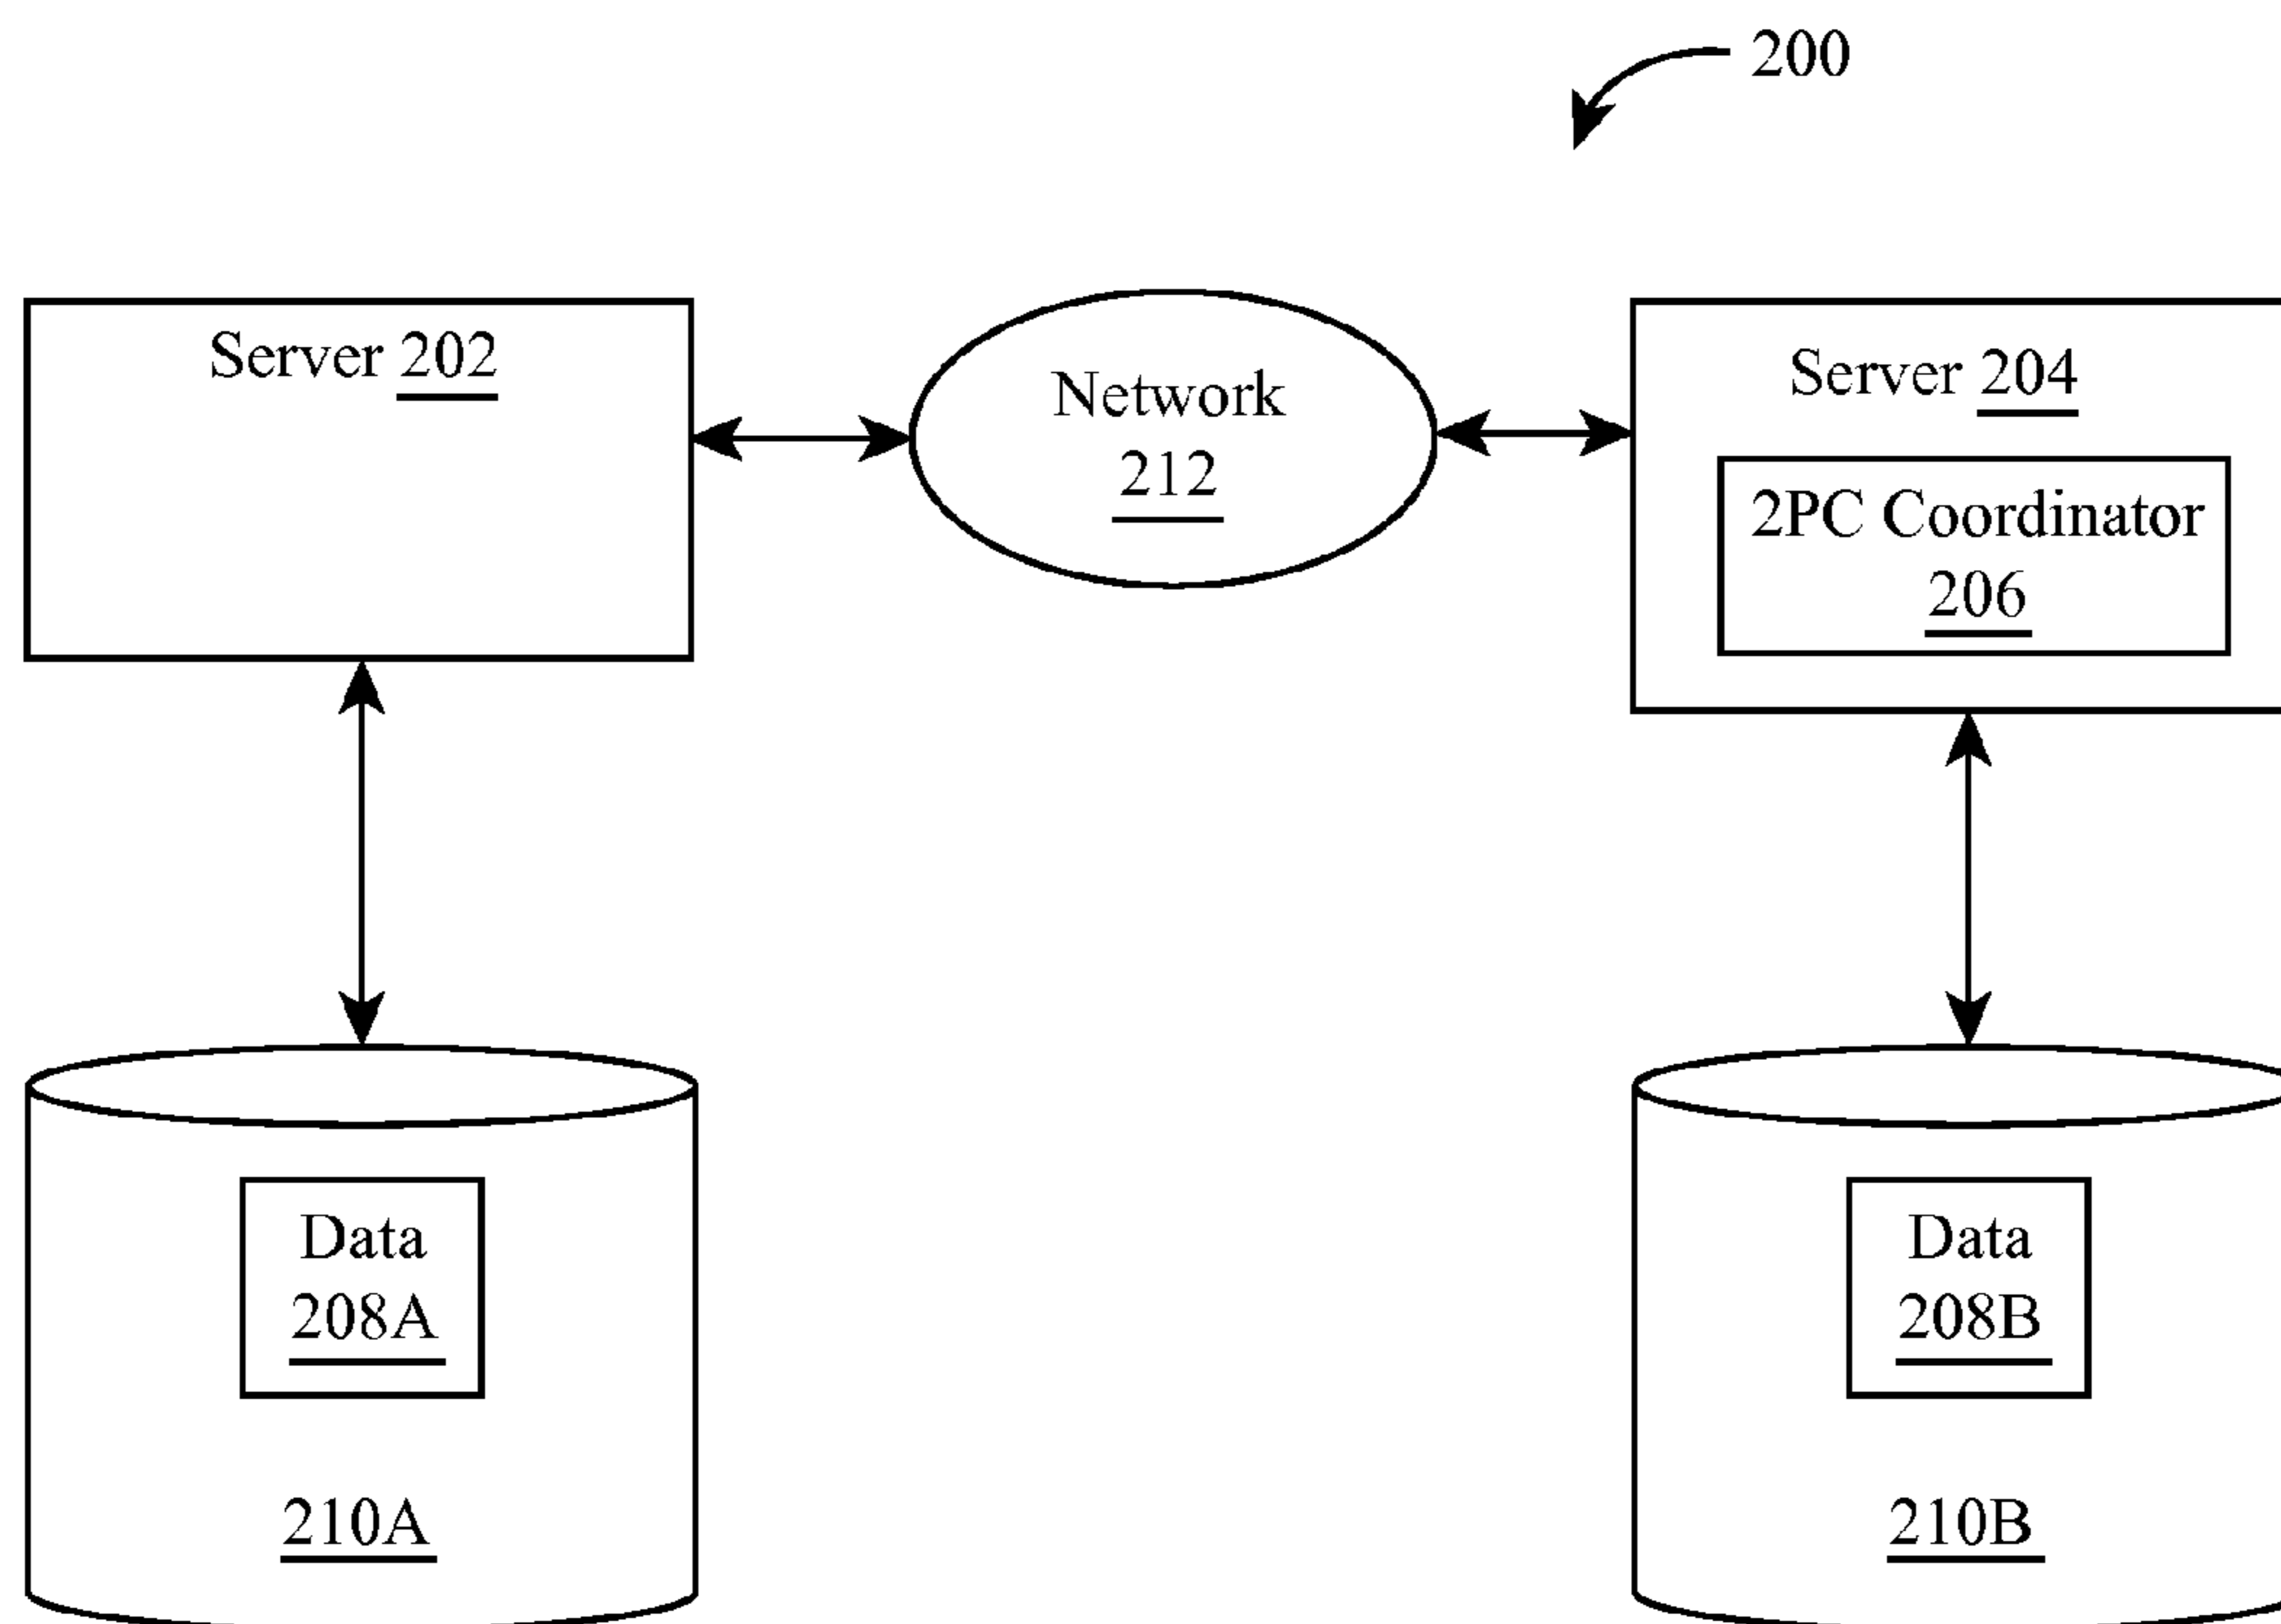 200
Server 202
Network
212
Server 204
2PC Coordinator
206
Data
208A
210A
Data
208B
210B